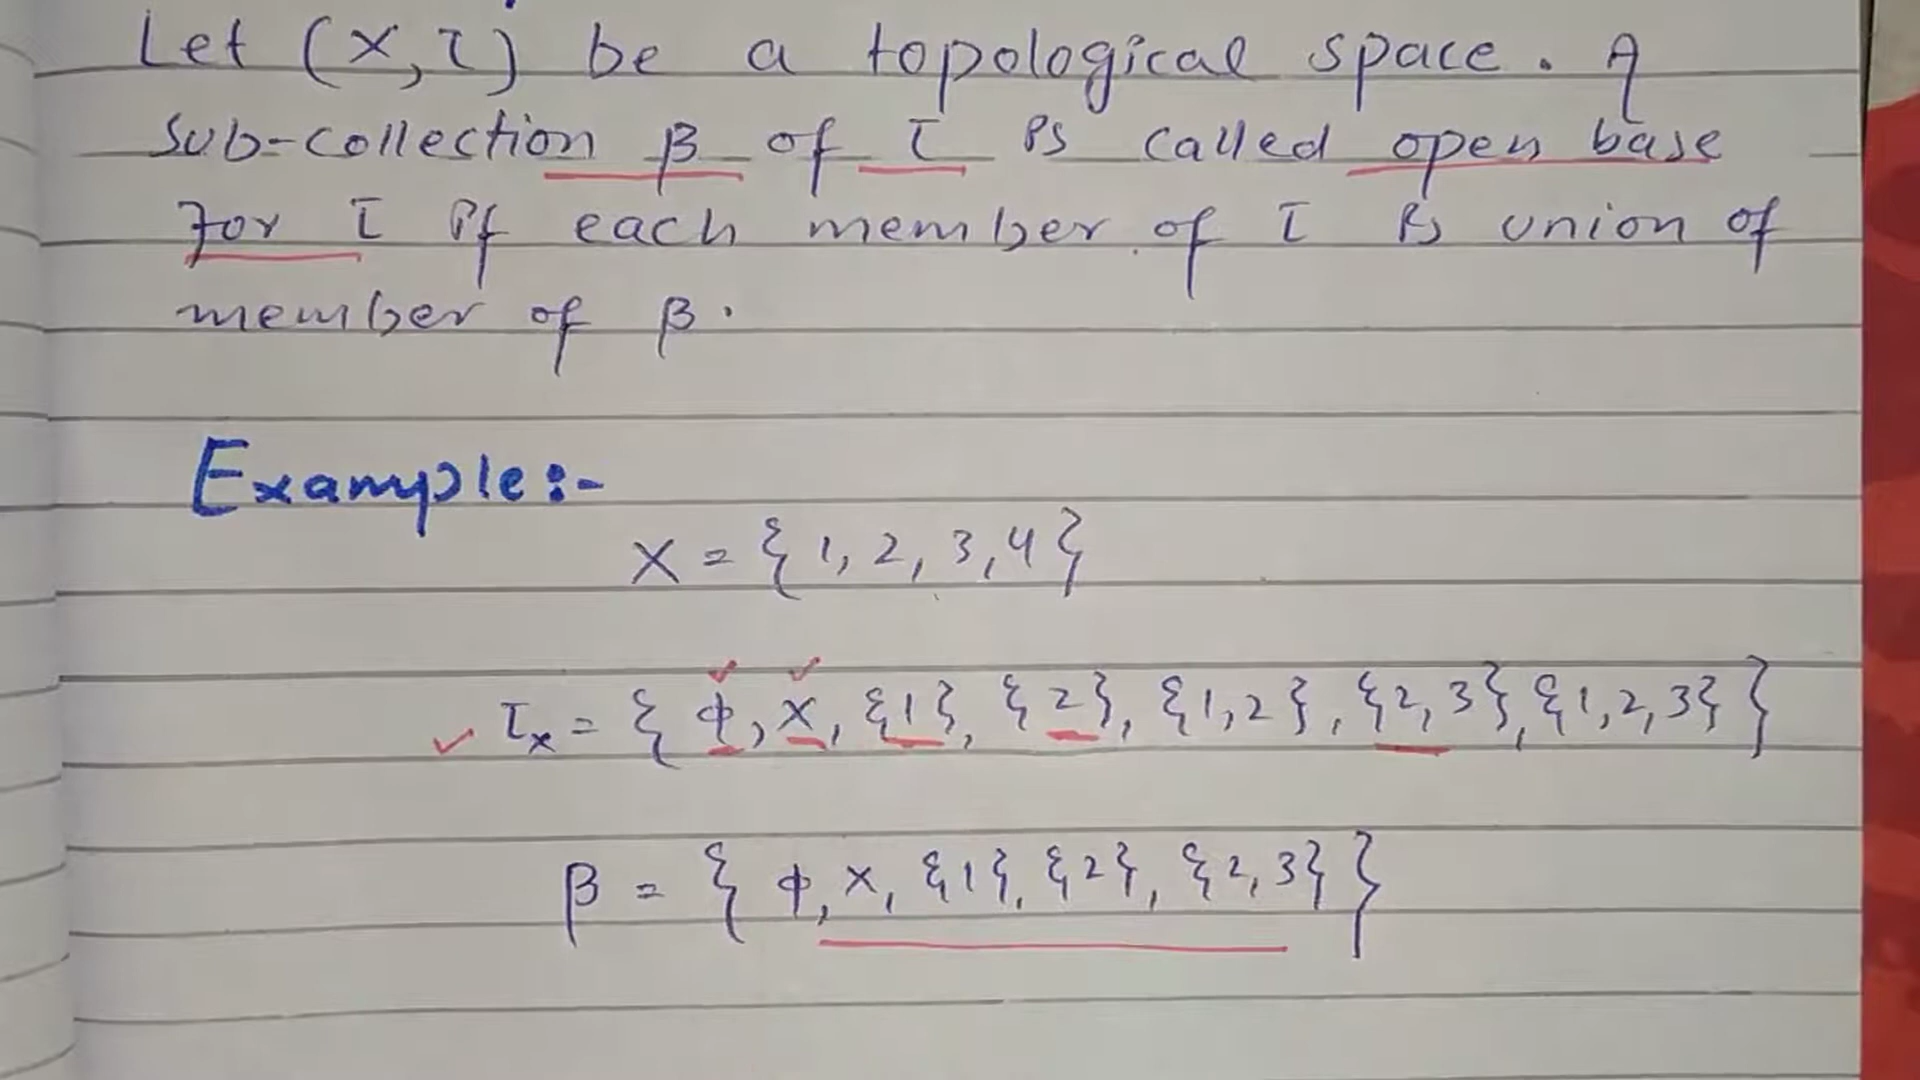 Let (X, τ) be a topological space. A
sub-collection β of τ is called open base
for τ if each member of τ is union of
member of β.
Example:-
X = { 1, 2, 3, 4 }
τₓ = { ϕ, X, {1}, {2}, {1,2}, {2,3}, {1,2,3} }
β = { ϕ, X, {1}, {2}, {2,3} }